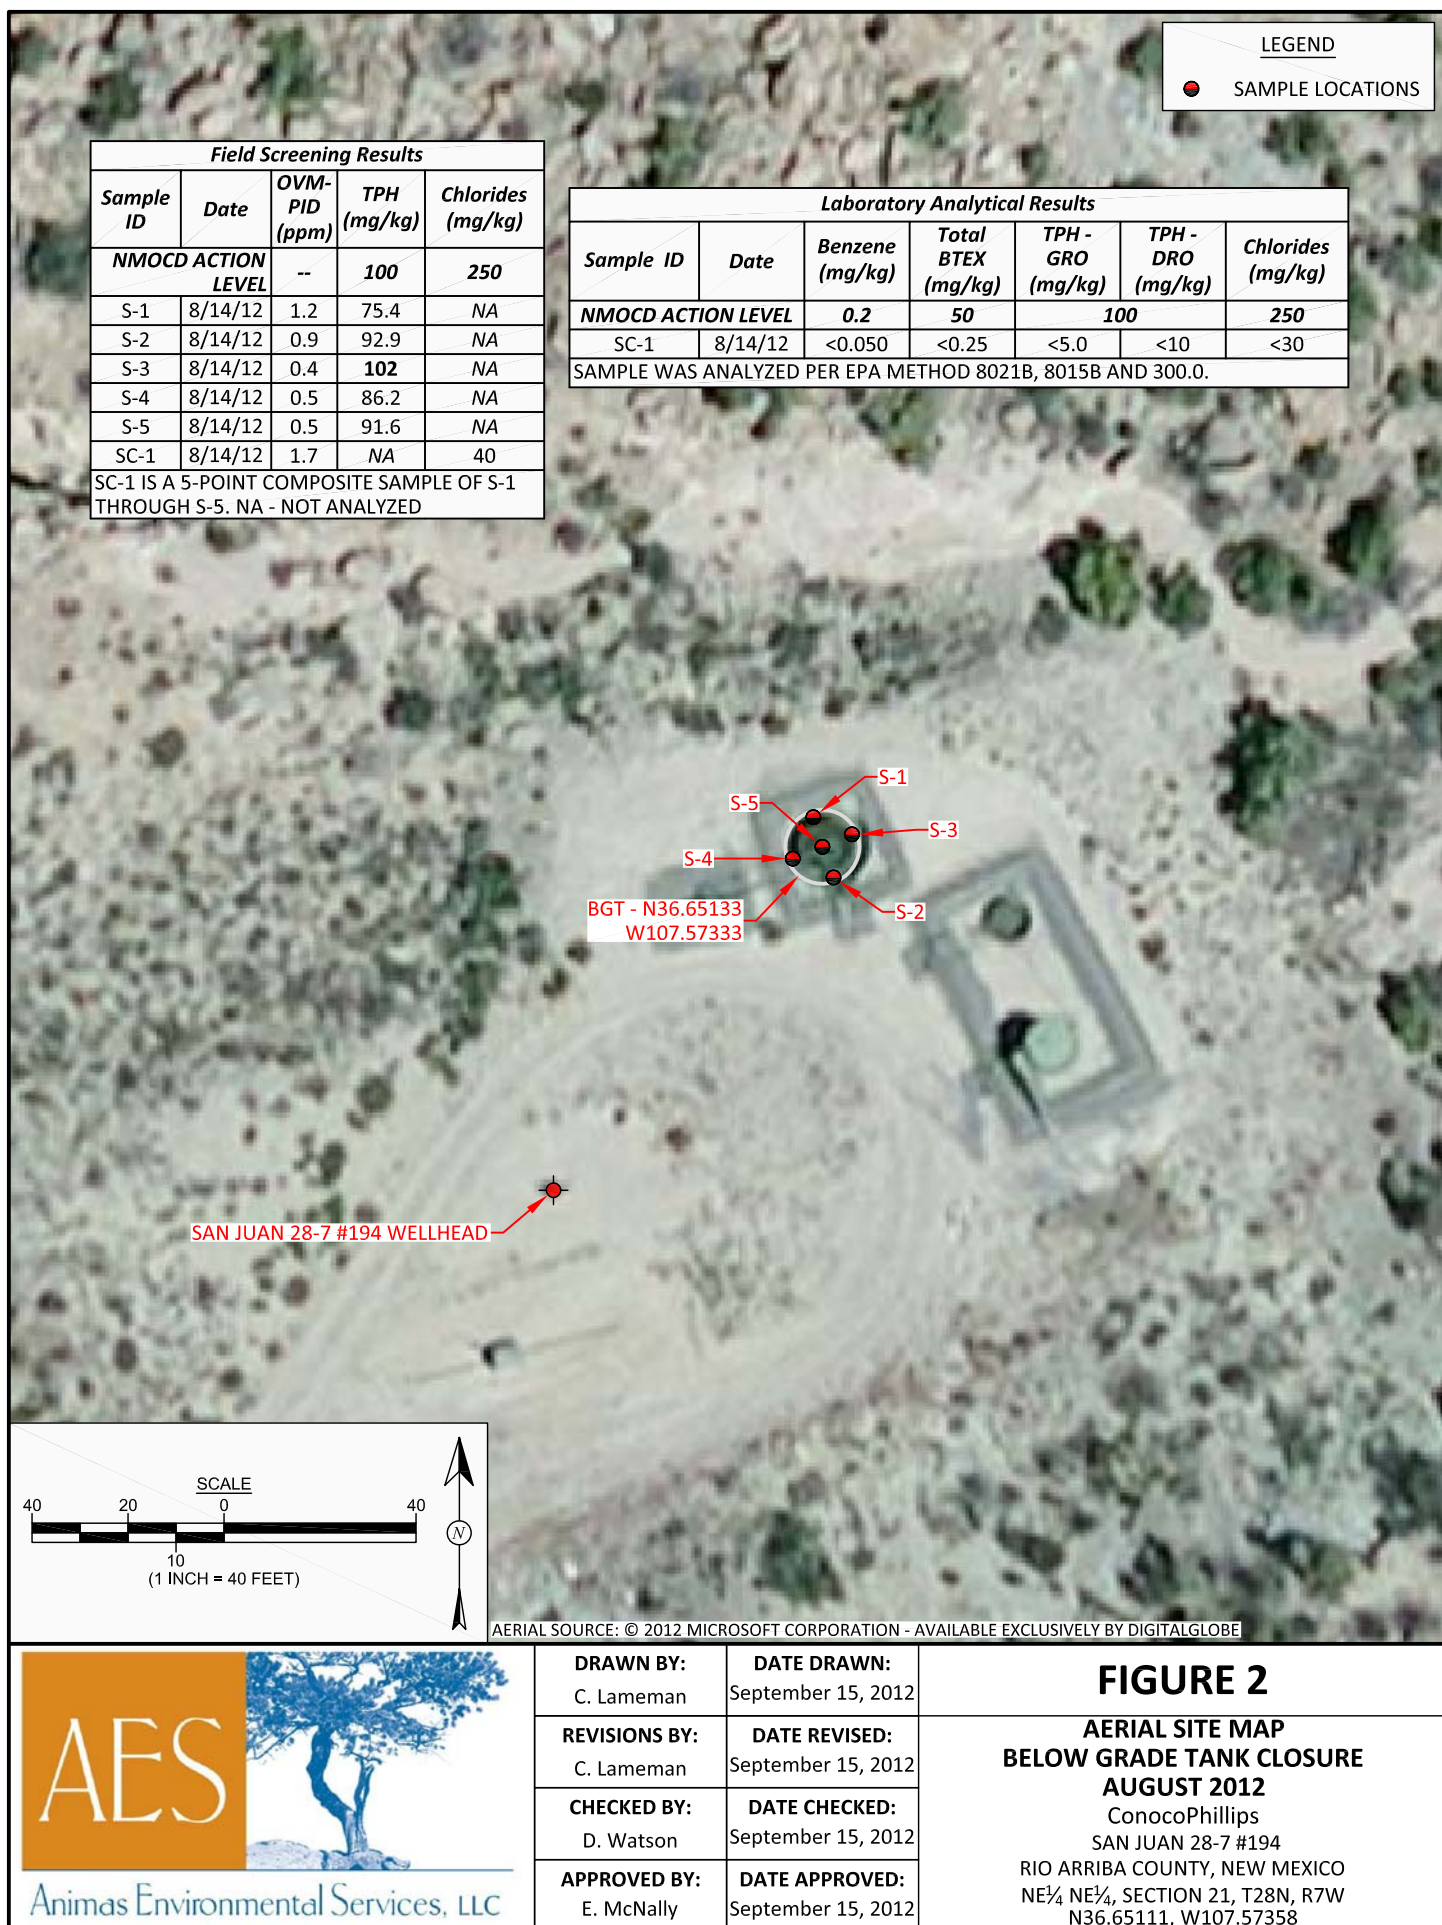 LEGEND
SAMPLE LOCATIONS
Field Screening Results
Sample ID Date OVM-PID (ppm) TPH (mg/kg) Chlorides (mg/kg)
NMOCD ACTION LEVEL -- 100 250
S-1 8/14/12 1.2 75.4 NA
S-2 8/14/12 0.9 92.9 NA
S-3 8/14/12 0.4 102 NA
S-4 8/14/12 0.5 86.2 NA
S-5 8/14/12 0.5 91.6 NA
SC-1 8/14/12 1.7 NA 40
SC-1 IS A 5-POINT COMPOSITE SAMPLE OF S-1
THROUGH S-5. NA - NOT ANALYZED
Laboratory Analytical Results
Sample ID Date Benzene (mg/kg) Total BTEX (mg/kg) TPH - GRO (mg/kg) TPH - DRO (mg/kg) Chlorides (mg/kg)
NMOCD ACTION LEVEL 0.2 50 100 250
SC-1 8/14/12 <0.050 <0.25 <5.0 <10 <30
SAMPLE WAS ANALYZED PER EPA METHOD 8021B, 8015B AND 300.0.
S-1
S-5
S-3
S-4
S-2
BGT - N36.65133
W107.57333
SAN JUAN 28-7 #194 WELLHEAD
SCALE
40 20 0 40
10
(1 INCH = 40 FEET)
N
AERIAL SOURCE: © 2012 MICROSOFT CORPORATION - AVAILABLE EXCLUSIVELY BY DIGITALGLOBE
AES
Animas Environmental Services, LLC
DRAWN BY:
C. Lameman
DATE DRAWN:
September 15, 2012
REVISIONS BY:
C. Lameman
DATE REVISED:
September 15, 2012
CHECKED BY:
D. Watson
DATE CHECKED:
September 15, 2012
APPROVED BY:
E. McNally
DATE APPROVED:
September 15, 2012
FIGURE 2
AERIAL SITE MAP
BELOW GRADE TANK CLOSURE
AUGUST 2012
ConocoPhillips
SAN JUAN 28-7 #194
RIO ARRIBA COUNTY, NEW MEXICO
NE¼ NE¼, SECTION 21, T28N, R7W
N36.65111, W107.57358